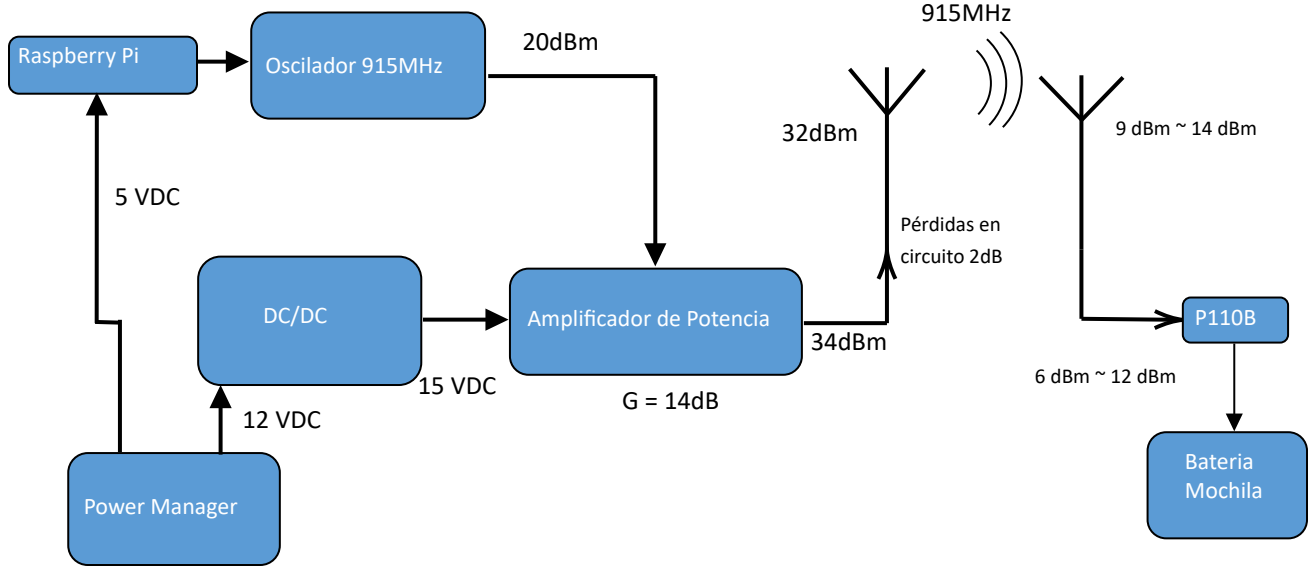 915MHz
Raspberry Pi
Oscilador 915MHz
20dBm
32dBm
9 dBm ~ 14 dBm
5 VDC
Pérdidas en
circuito 2dB
DC/DC
Amplificador de Potencia
P110B
34dBm
15 VDC
6 dBm ~ 12 dBm
G = 14dB
12 VDC
Bateria
Mochila
Power Manager